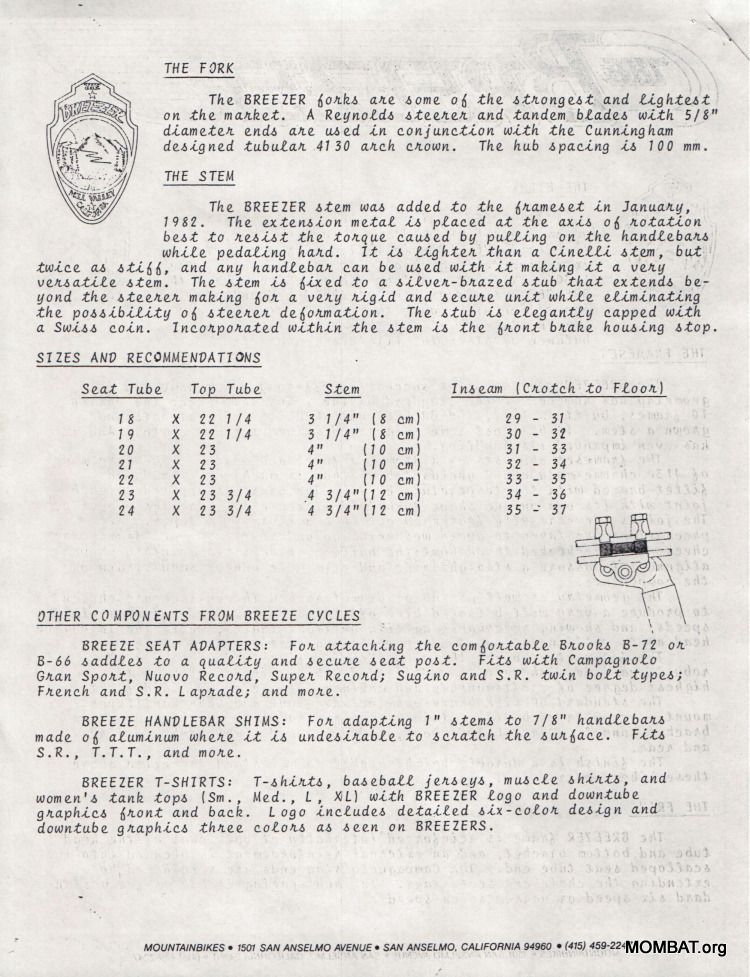 THE FORK
THE
BREEZER
MILL VALLEY
CALIFORNIA
The BREEZER forks are some of the strongest and lightest
on the market. A Reynolds steerer and tandem blades with 5/8"
diameter ends are used in conjunction with the Cunningham
designed tubular 4130 arch crown. The hub spacing is 100 mm.
THE STEM
The BREEZER stem was added to the frameset in January,
1982. The extension metal is placed at the axis of rotation
best to resist the torque caused by pulling on the handlebars
while pedaling hard. It is lighter than a Cinelli stem, but
twice as stiff, and any handlebar can be used with it making it a very
versatile stem. The stem is fixed to a silver-brazed stub that extends be-
yond the steerer making for a very rigid and secure unit while eliminating
the possibility of steerer deformation. The stub is elegantly capped with
a Swiss coin. Incorporated within the stem is the front brake housing stop.
SIZES AND RECOMMENDATIONS
Seat Tube Top Tube Stem Inseam (Crotch to Floor)
18 X 22 1/4 3 1/4" (8 cm) 29 - 31
19 X 22 1/4 3 1/4" (8 cm) 30 - 32
20 X 23 4" (10 cm) 31 - 33
21 X 23 4" (10 cm) 32 - 34
22 X 23 4" (10 cm) 33 - 35
23 X 23 3/4 4 3/4"(12 cm) 34 - 36
24 X 23 3/4 4 3/4"(12 cm) 35 - 37
OTHER COMPONENTS FROM BREEZE CYCLES
BREEZE SEAT ADAPTERS: For attaching the comfortable Brooks B-72 or
B-66 saddles to a quality and secure seat post. Fits with Campagnolo
Gran Sport, Nuovo Record, Super Record; Sugino and S.R. twin bolt types;
French and S.R. Laprade; and more.
BREEZE HANDLEBAR SHIMS: For adapting 1" stems to 7/8" handlebars
made of aluminum where it is undesirable to scratch the surface. Fits
S.R., T.T.T., and more.
BREEZER T-SHIRTS: T-shirts, baseball jerseys, muscle shirts, and
women's tank tops (Sm., Med., L, XL) with BREEZER logo and downtube
graphics front and back. Logo includes detailed six-color design and
downtube graphics three colors as seen on BREEZERS.
MOUNTAINBIKES • 1501 SAN ANSELMO AVENUE • SAN ANSELMO, CALIFORNIA 94960 • (415) 459-224
MOMBAT.org